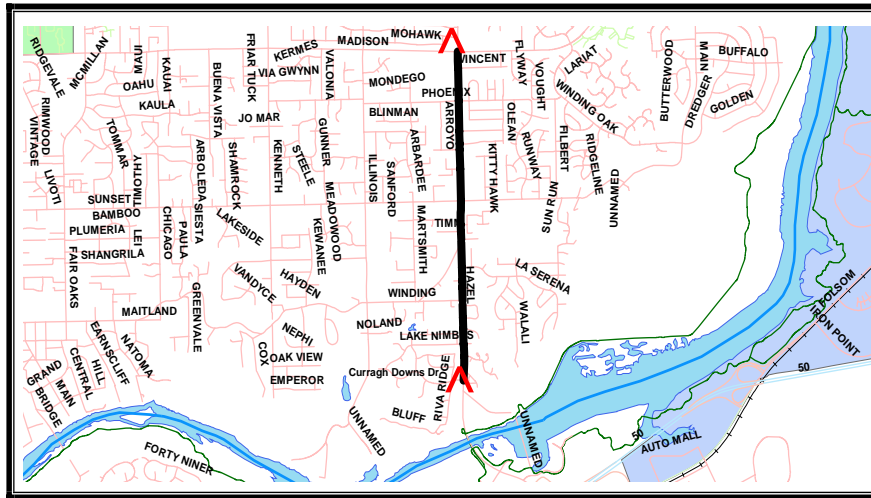 MOHAWK
MADISON
RIDGEVALE
MCMILLAN
MAUI
KAUAI
FRIAR TUCK
KERMES
VINCENT
FLYWAY
LARIAT
BUTTERWOOD
MAIN
BUFFALO
OAHU
BUENA VISTA
VIA GWYNN
VALONIA
MONDEGO
PHOENIX
VOUGHT
WINDING OAK
DREDGER
GOLDEN
KAULA
RIMWOOD
VINTAGE
JO MAR
BLINMAN
ARROYO
OLEAN
TOMMAR
GUNNER
ARBARDEE
RUNWAY
FILBERT
RIDGELINE
LIVOTI
TIMOTHY
ARBOLEDA
SHAMROCK
KENNETH
STEELE
ILLINOIS
SANFORD
KITTY HAWK
UNNAMED
SUNSET
BAMBOO
MEADOWOOD
SUN RUN
PLUMERIA
LEI
CHICAGO
PAULA
SIESTA
LAKESIDE
KEWANEE
MARTSMITH
TIMM
SHANGRILA
FAIR OAKS
VANDYCE
HAYDEN
HAZEL
LA SERENA
GREENVALE
WINDING
FOLSOM
MAITLAND
WALALI
IRON POINT
EARNSCLIFF
NATOMA
NEPHI
NOLAND
LAKE NIMBUS
COX
OAK VIEW
GRAND
HILL
CENTRAL
MAIN
BRIDGE
EMPEROR
Curragh Downs Dr
RIVA RIDGE
50
BLUFF
UNNAMED
UNNAMED
50
AUTO MALL
FORTY NINER